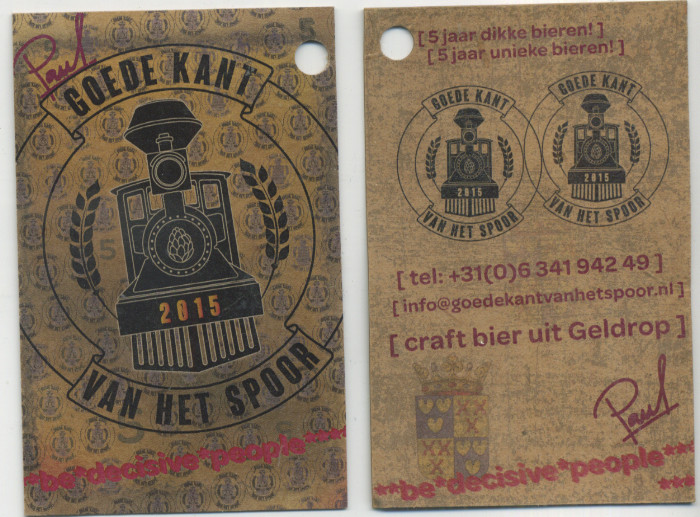 Paul
GOEDE KANT
2015
VAN HET SPOOR
*be*decisive*people****
[ 5 jaar dikke bieren! ]
[ 5 jaar unieke bieren! ]
GOEDE KANT
2015
VAN HET SPOOR
GOEDE KANT
2015
VAN HET SPOOR
[ tel: +31(0)6 341 942 49 ]
[ info@goedekantvanhetspoor.nl ]
[ craft bier uit Geldrop ]
Paul
**be*decisive*people***
***